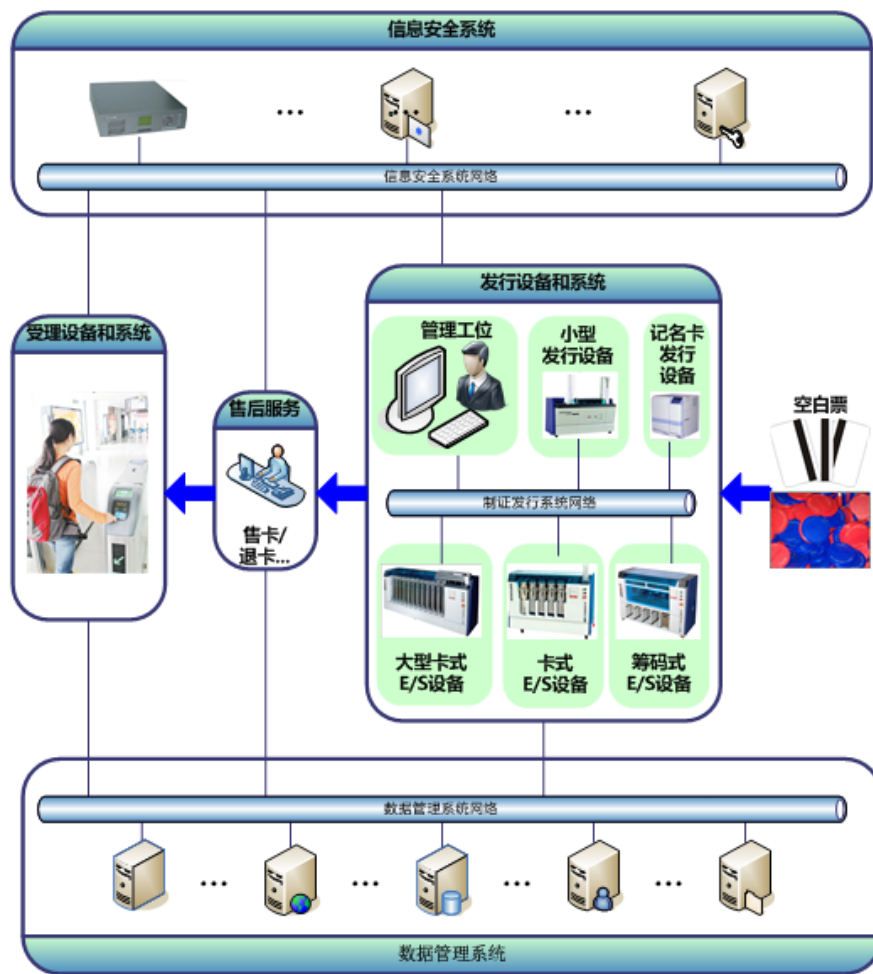 信息安全系统
...
...
...
信息安全系统网络
发行设备和系统
受理设备和系统
管理工位
小型
发行设备
记名卡
发行
设备
空白票
售后服务
制证发行系统网络
售卡/
退卡...
大型卡式
E/S设备
卡式
E/S设备
筹码式
E/S设备
数据管理系统网络
...
...
...
...
数据管理系统